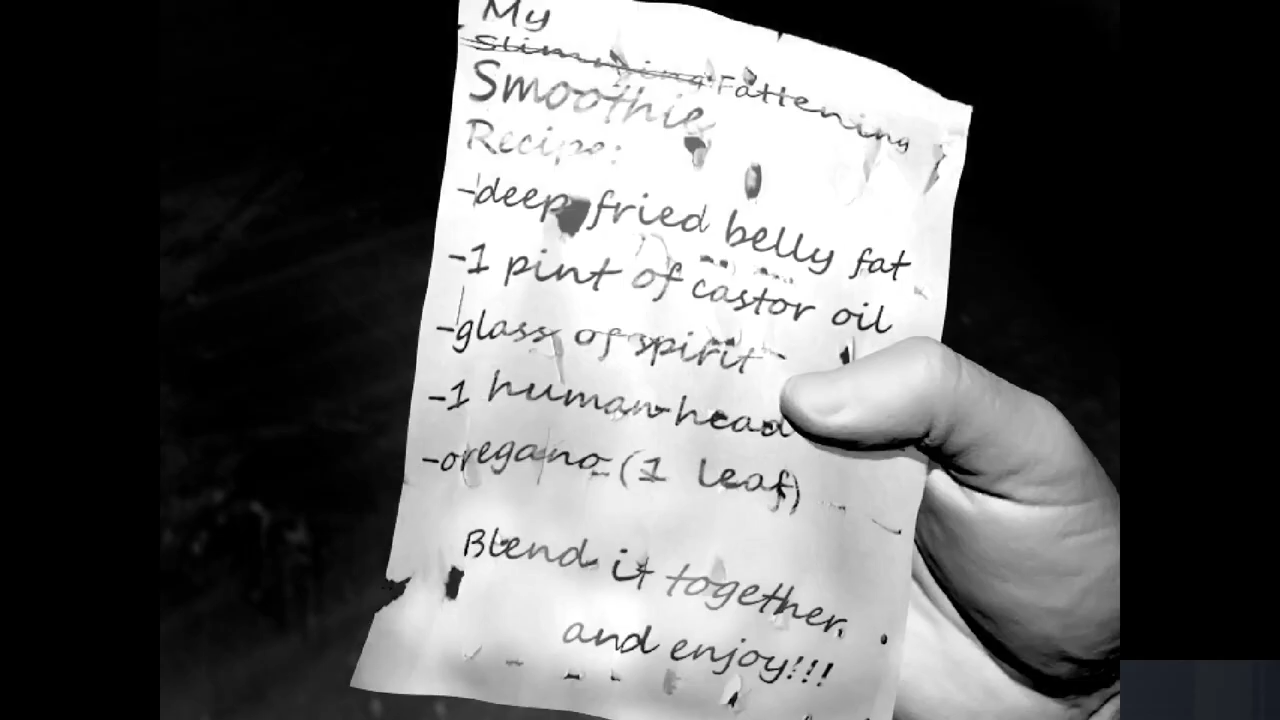 My
Slimming Fattening
Smoothie
Recipe:
-deep fried belly fat
-1 pint of castor oil
-glass of spirit
-1 human head
-oregano (1 leaf)
Blend it together
and enjoy!!!